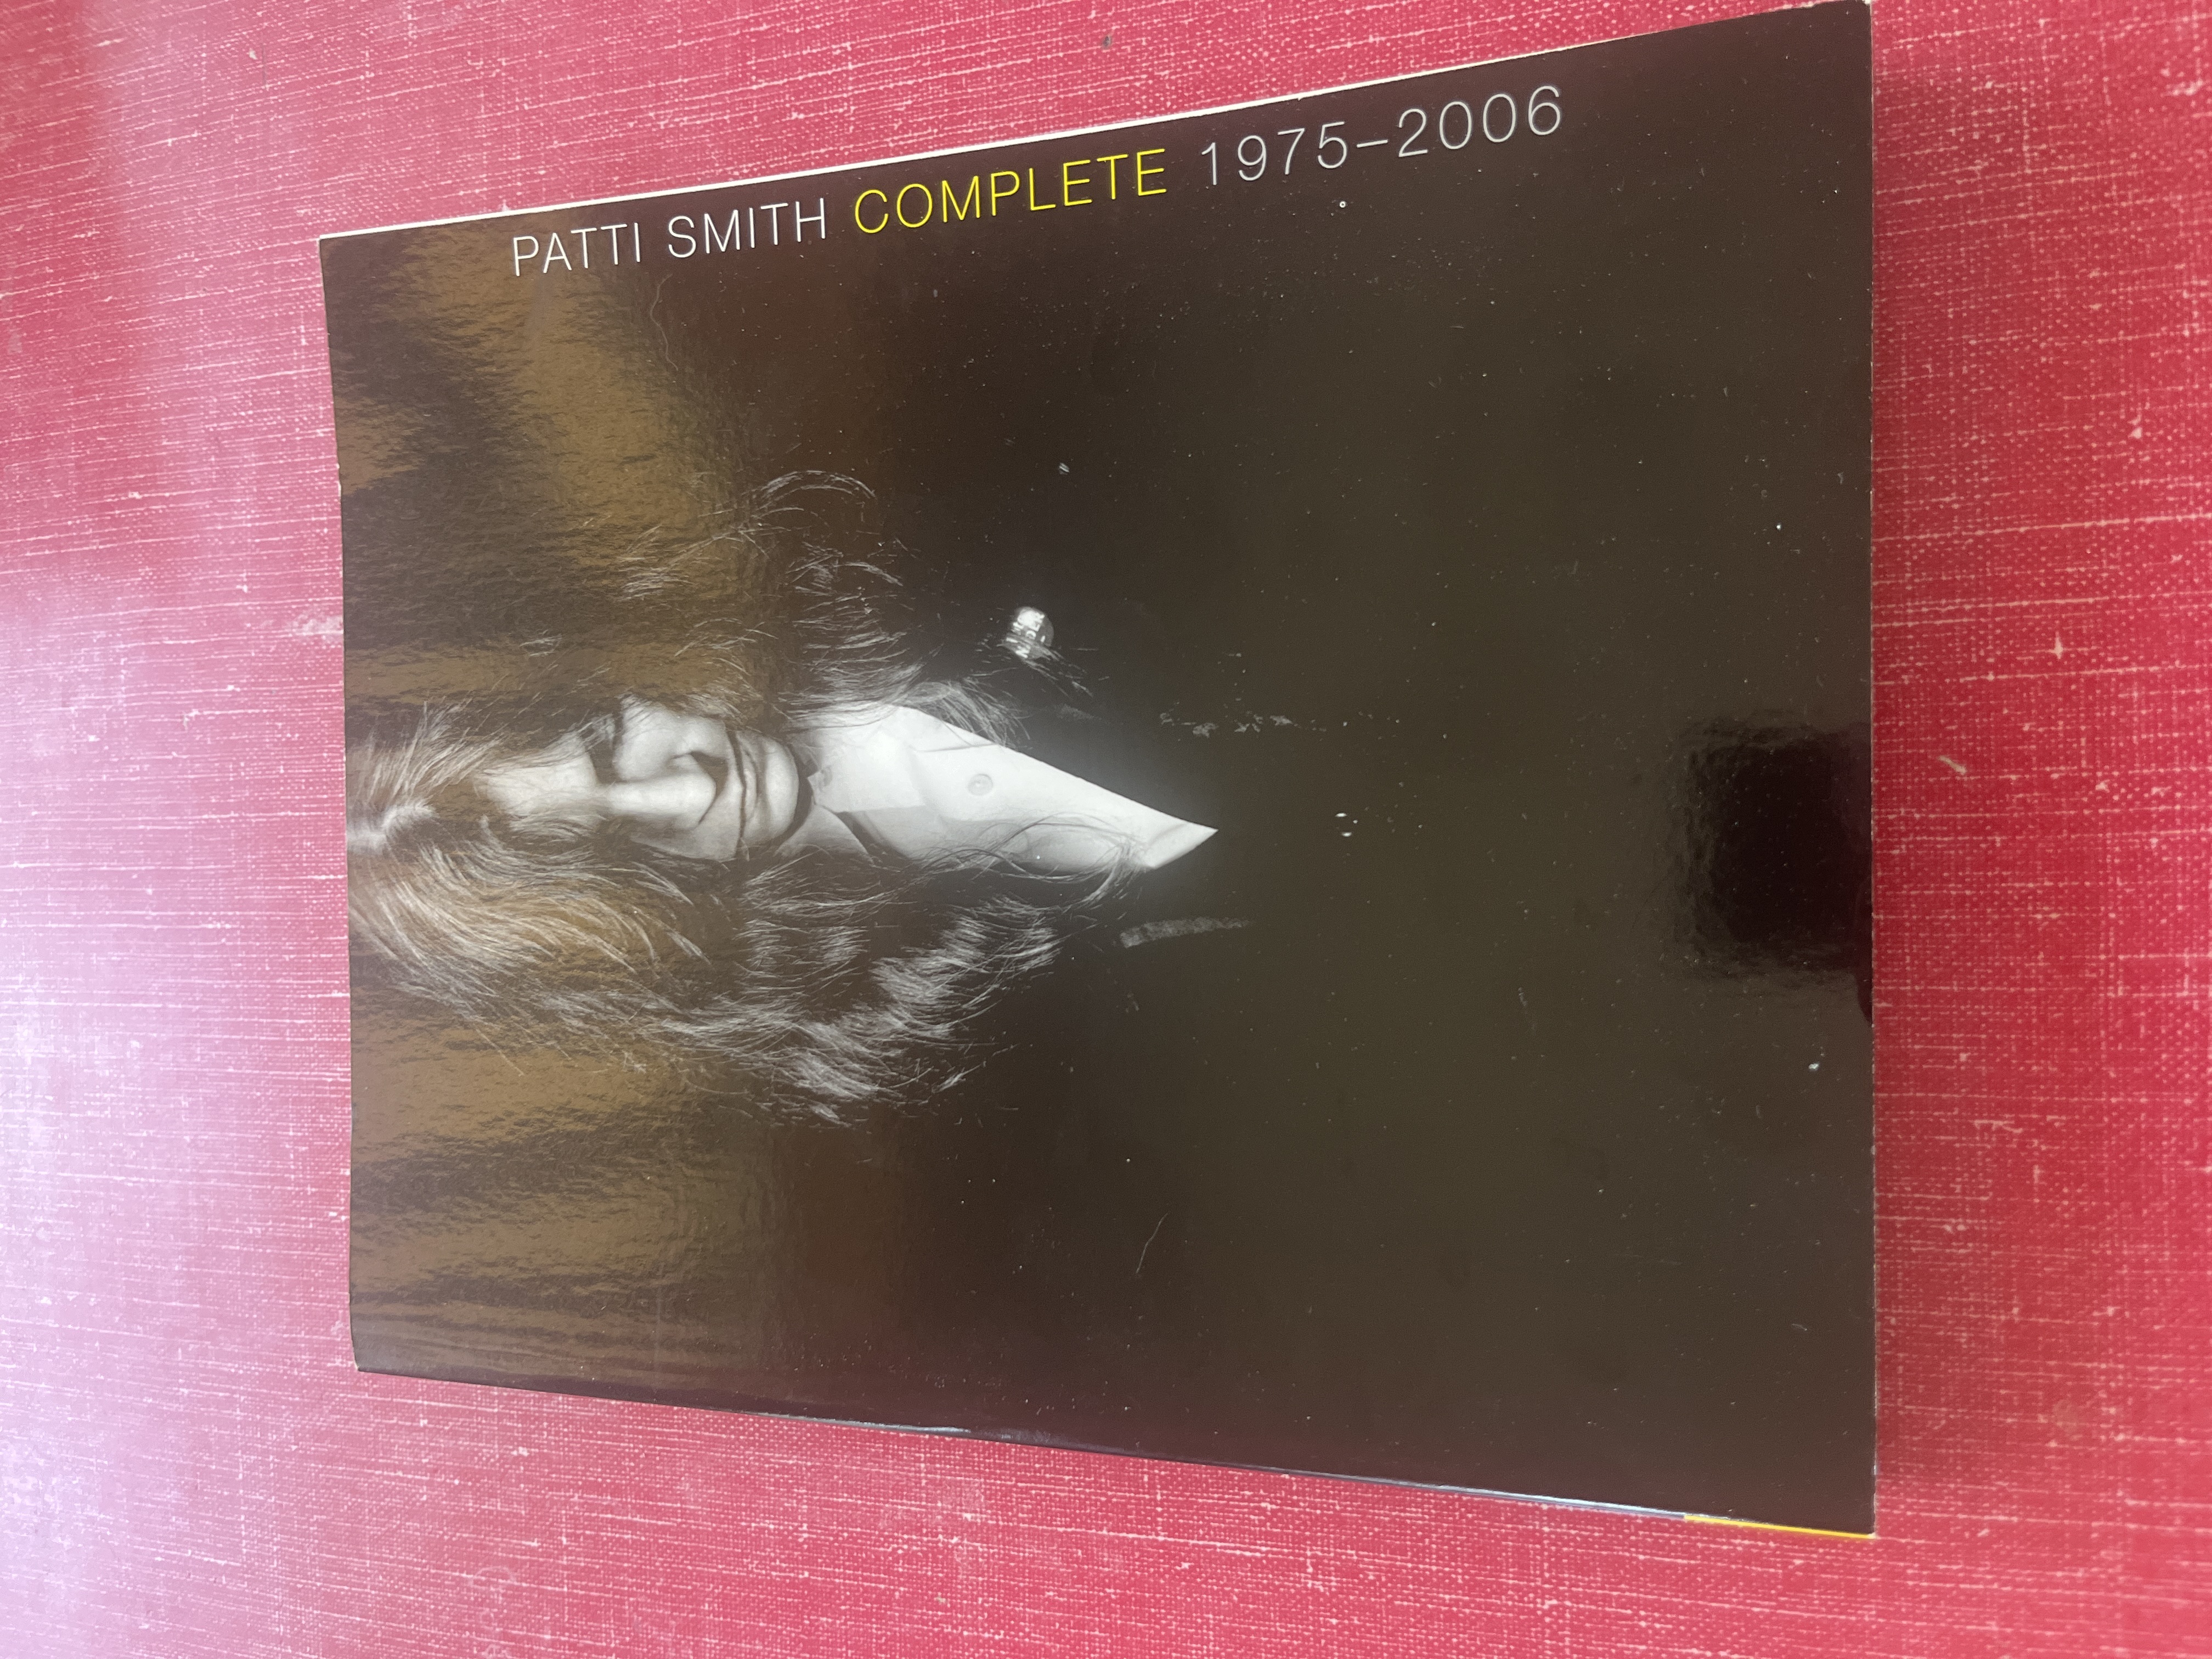 PATTI SMITH COMPLETE 1975–2006